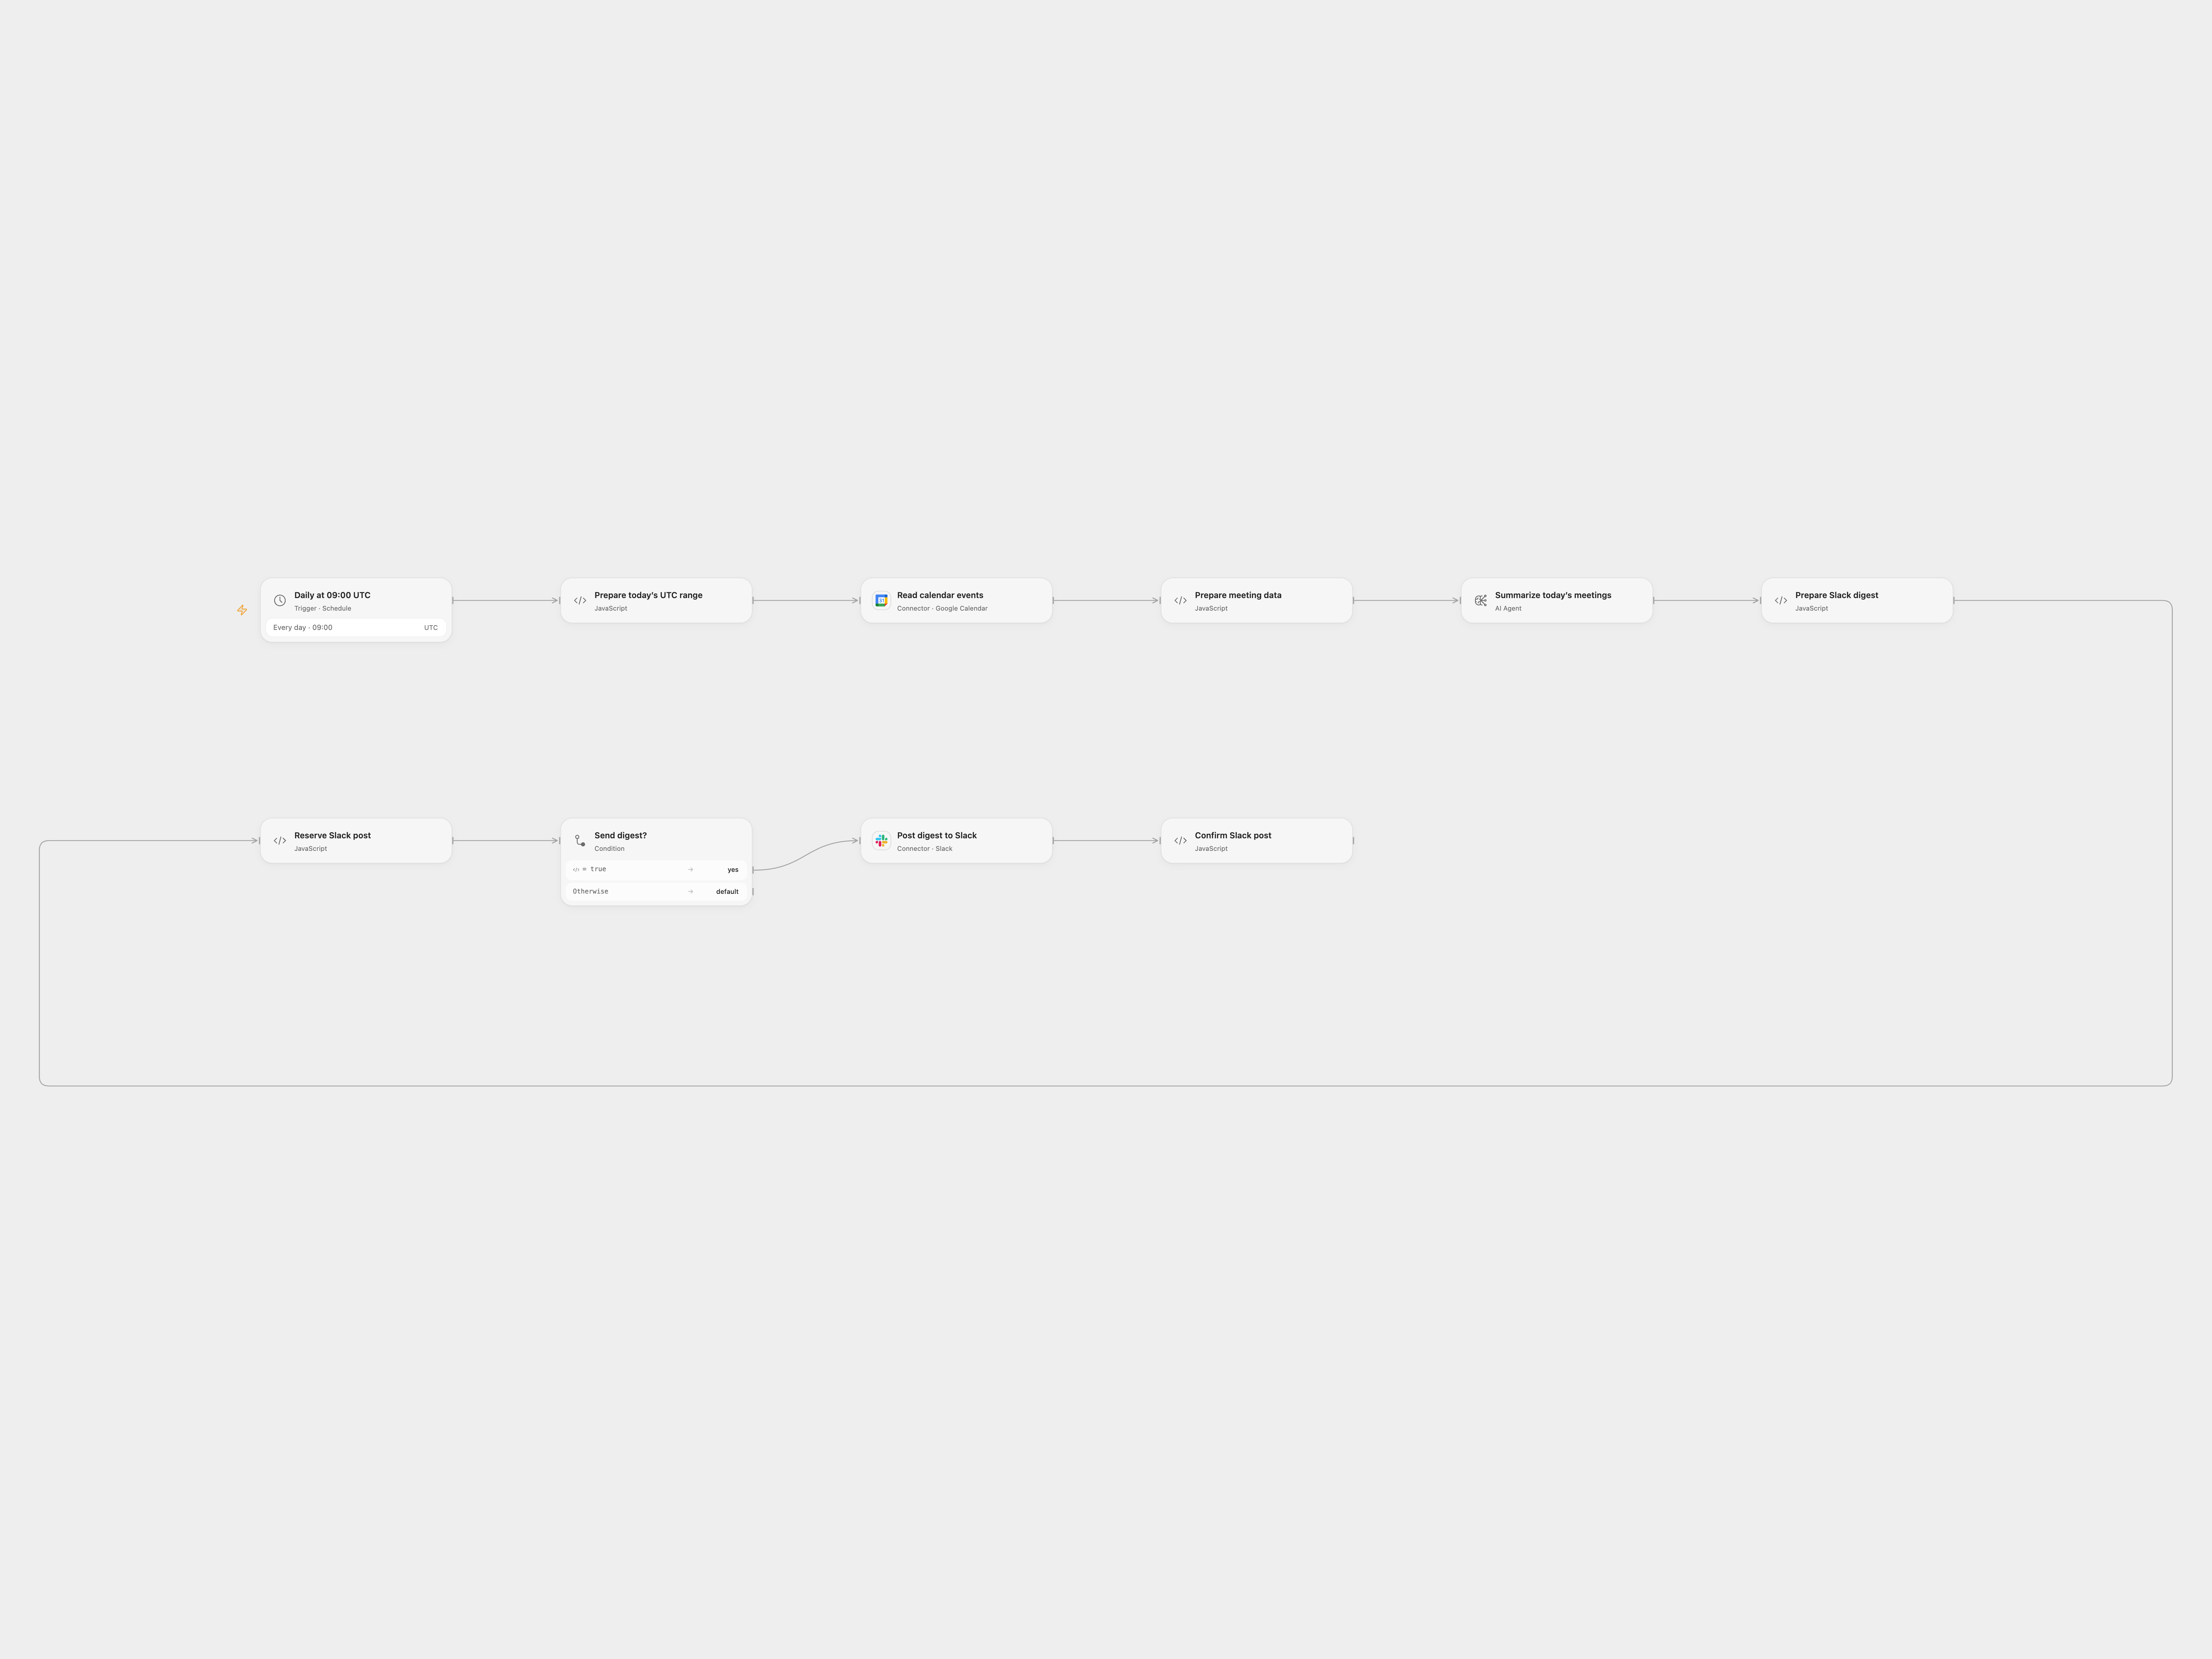 Daily at 09:00 UTC
Trigger · Schedule
Every day · 09:00 UTC
Prepare today's UTC range
JavaScript
Read calendar events
Connector · Google Calendar
Prepare meeting data
JavaScript
Summarize today's meetings
AI Agent
Prepare Slack digest
JavaScript
Reserve Slack post
JavaScript
Send digest?
Condition
</> = true → yes
Otherwise → default
Post digest to Slack
Connector · Slack
Confirm Slack post
JavaScript